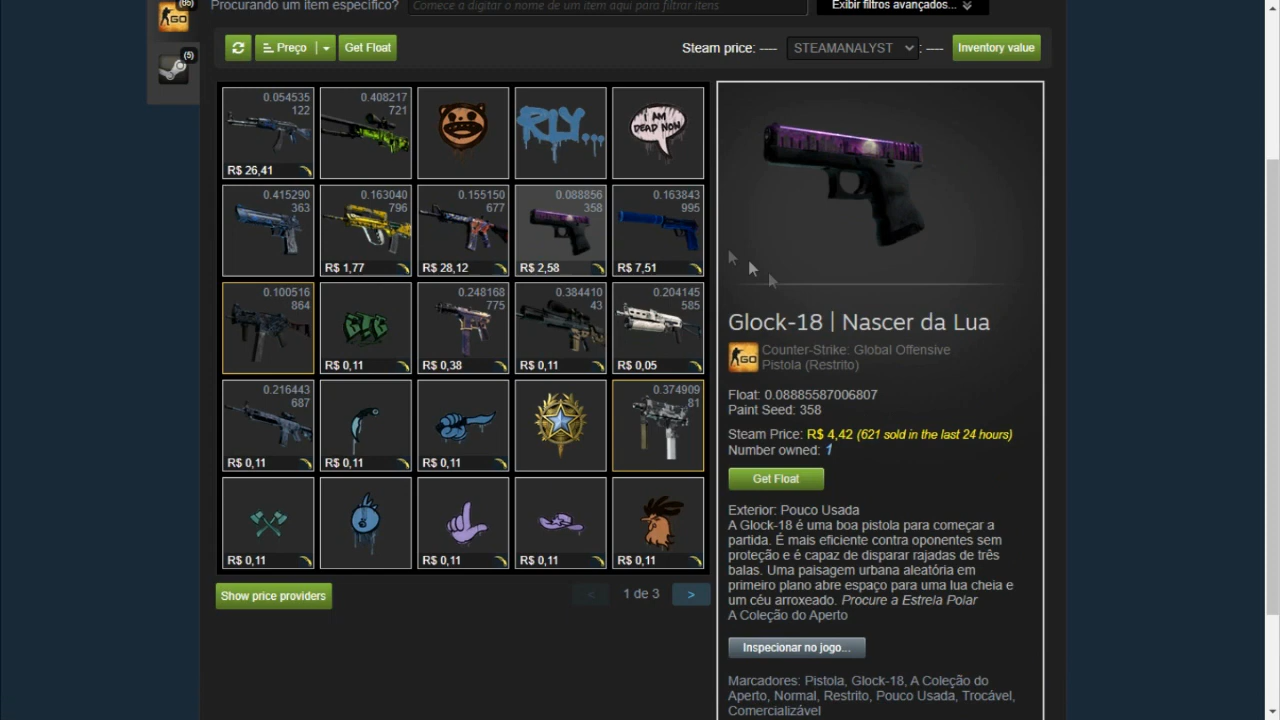 (65)
GO
Procurando um item específico?
Comece a digitar o nome de um item aqui para filtrar itens
Exibir filtros avançados...
(5)
Preço
Get Float
Steam price: ----
STEAMANALYST
: ----
Inventory value
0.054535
122
R$ 26,41
0.408217
721
RLY...
I AM
DEAD NOW
0.415290
363
0.163040
796
R$ 1,77
0.155150
677
R$ 28,12
0.088856
358
R$ 2,58
0.163843
995
R$ 7,51
0.100516
864
R$ 0,11
0.248168
775
R$ 0,38
0.384410
43
R$ 0,11
0.204145
585
R$ 0,05
0.216443
687
R$ 0,11
R$ 0,11
R$ 0,11
0.374909
81
R$ 0,11
R$ 0,11
R$ 0,11
R$ 0,11
Show price providers
<
1 de 3
>
Glock-18 | Nascer da Lua
GO
Counter-Strike: Global Offensive
Pistola (Restrito)
Float: 0.08885587006807
Paint Seed: 358
Steam Price: R$ 4,42 (621 sold in the last 24 hours)
Number owned: 1
Get Float
Exterior: Pouco Usada
A Glock-18 é uma boa pistola para começar a
partida. É mais eficiente contra oponentes sem
proteção e é capaz de disparar rajadas de três
balas. Uma paisagem urbana aleatória em
primeiro plano abre espaço para uma lua cheia e
um céu arroxeado. Procure a Estrela Polar
A Coleção do Aperto
Inspecionar no jogo...
Marcadores: Pistola, Glock-18, A Coleção do
Aperto, Normal, Restrito, Pouco Usada, Trocável,
Comercializável